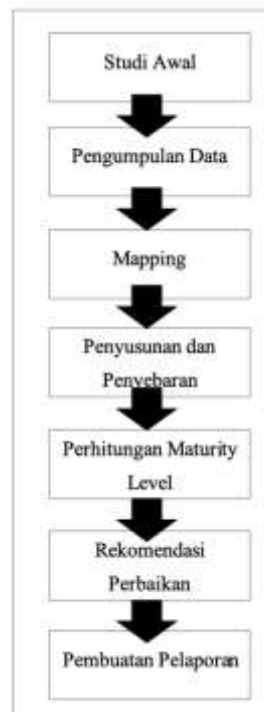 Studi Awal
Pengumpulan Data
Mapping
Penyusunan dan
Penyebaran
Perhitungan Maturity
Level
Rekomendasi
Perbaikan
Pembuatan Pelaporan